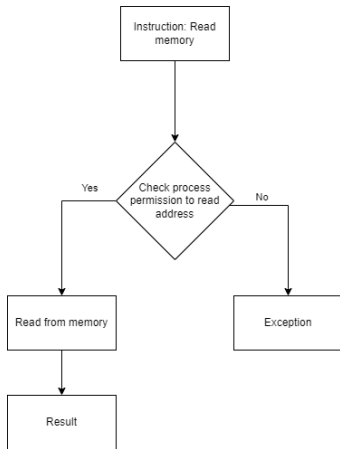 Instruction: Read
memory
Check process
permission to read
address
Yes
No
Read from memory
Exception
Result